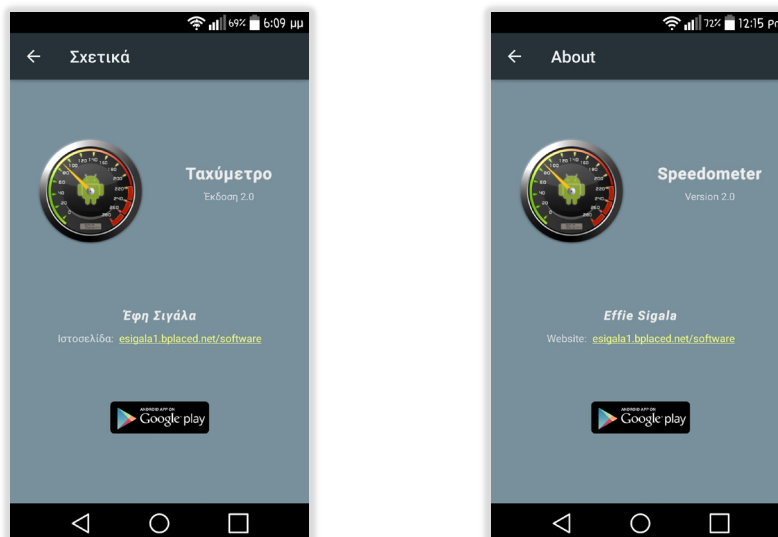 69% 6:09 μμ
Σχετικά
Ταχύμετρο
Έκδοση 2.0
Έφη Σιγάλα
Ιστοσελίδα: esigala1.bplaced.net/software
ANDROID APP ON
Google play
72% 12:15
About
Speedometer
Version 2.0
Effie Sigala
Website: esigala1.bplaced.net/software
ANDROID APP ON
Google play